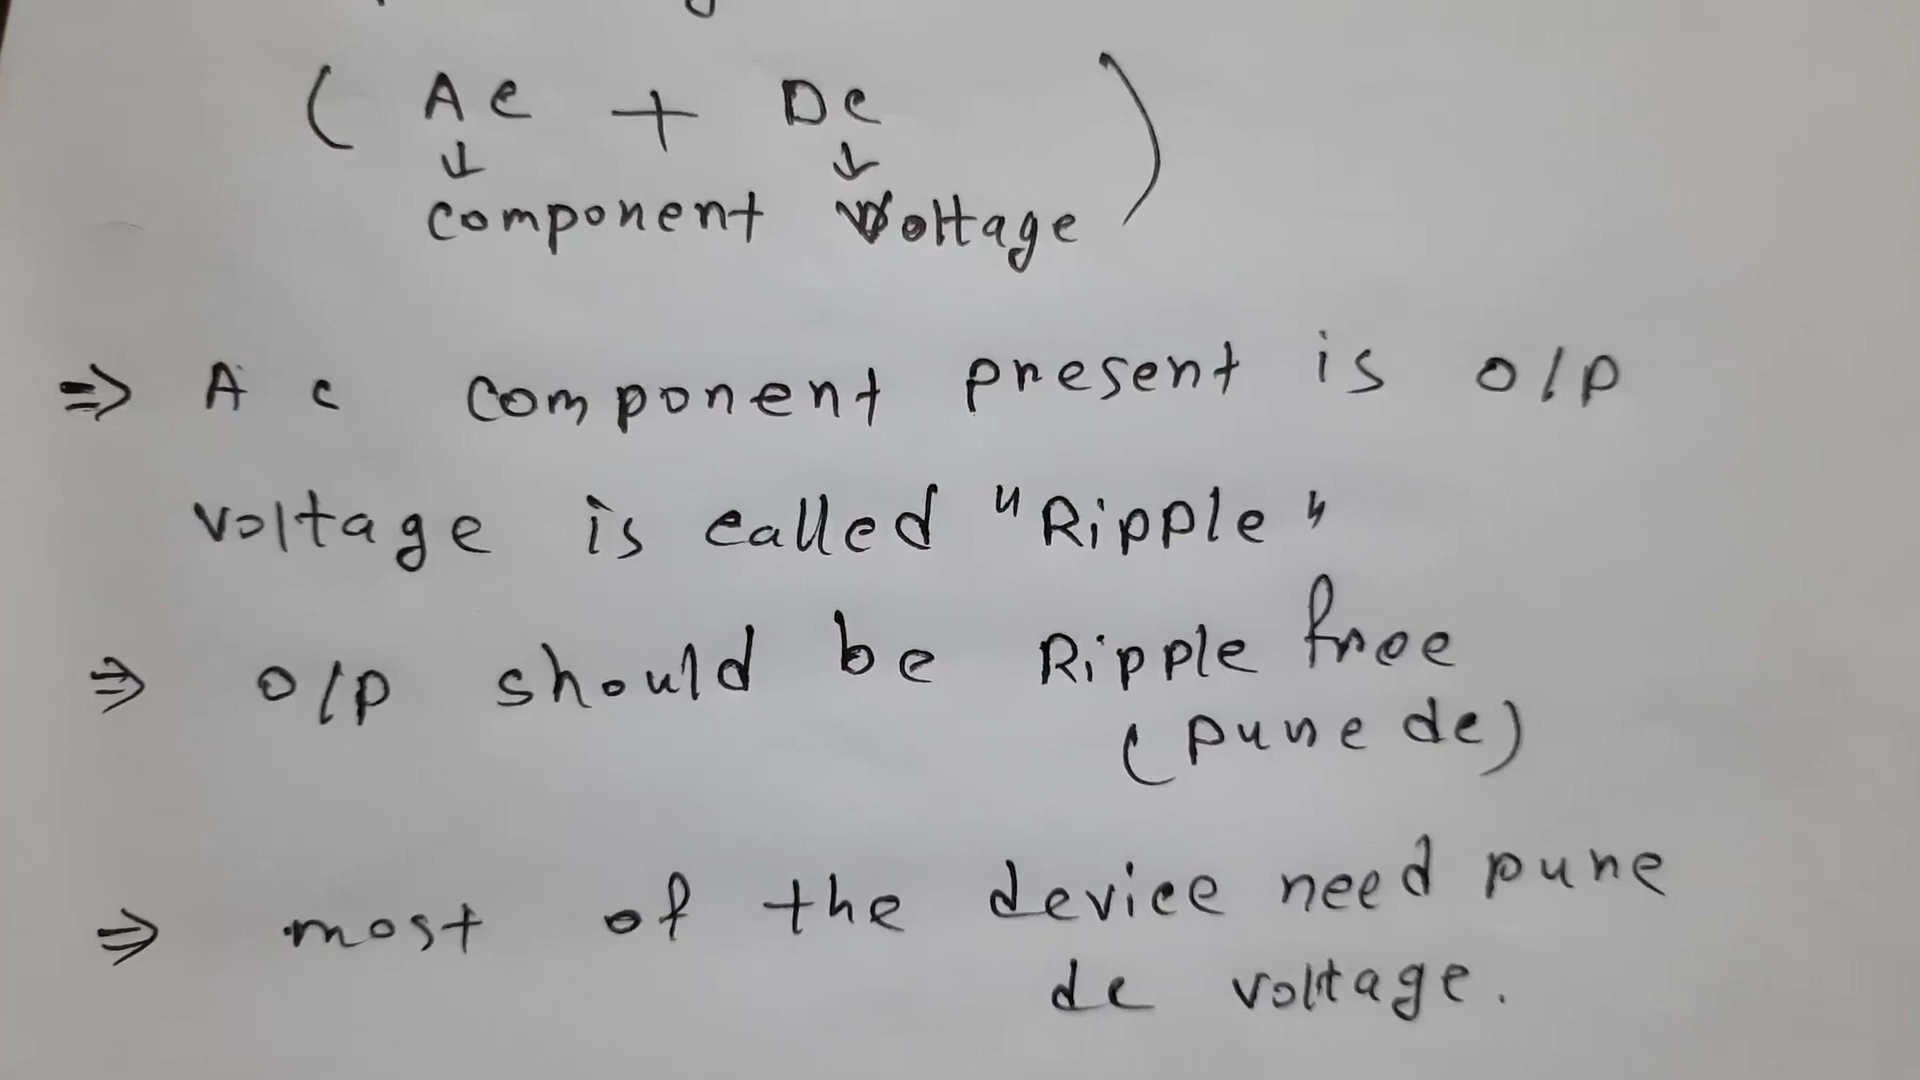 ( Ac + Dc )
↓ ↓
component voltage
⇒ Ac component present is o/p
voltage is called "Ripple"
⇒ o/p should be Ripple free
(pure dc)
⇒ most of the device need pure
dc voltage.